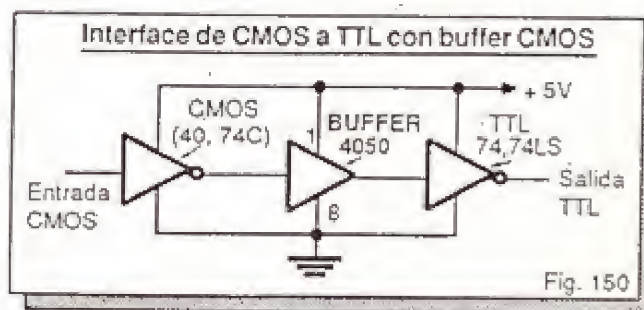 Interface de CMOS a TTL con buffer CMOS
+ 5V
CMOS
(40, 74C)
1
BUFFER
4050
TTL
74,74LS
Entrada
CMOS
8
Salida
TTL
Fig. 150